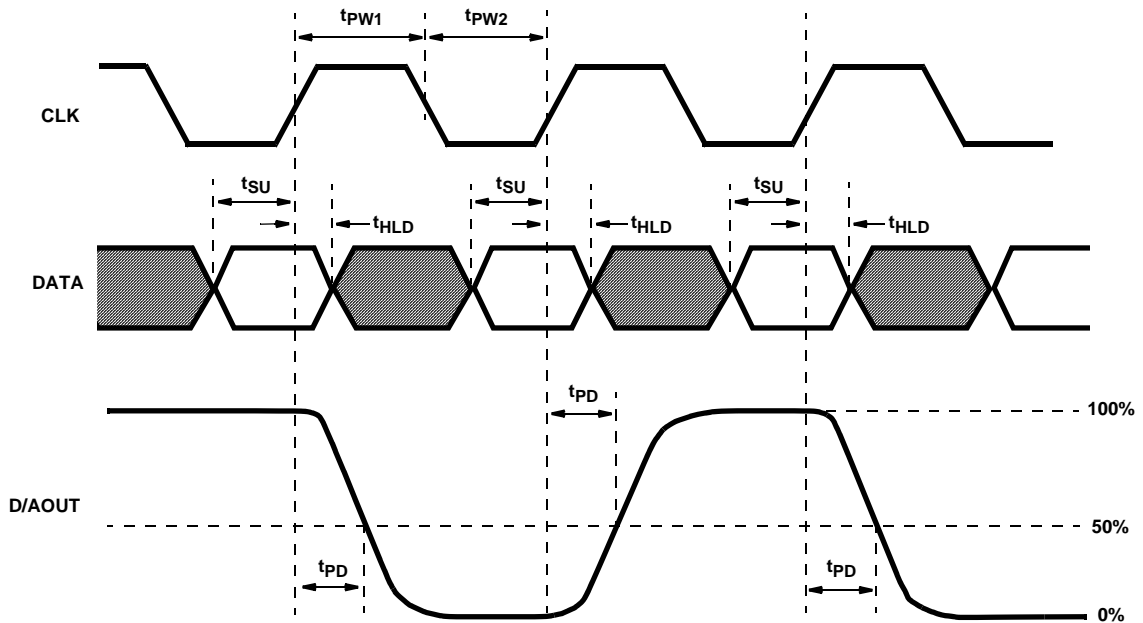 tPW1 tPW2
CLK
tSU tSU tSU
tHLD tHLD tHLD
DATA
tPD
100%
D/AOUT
50%
tPD tPD
0%